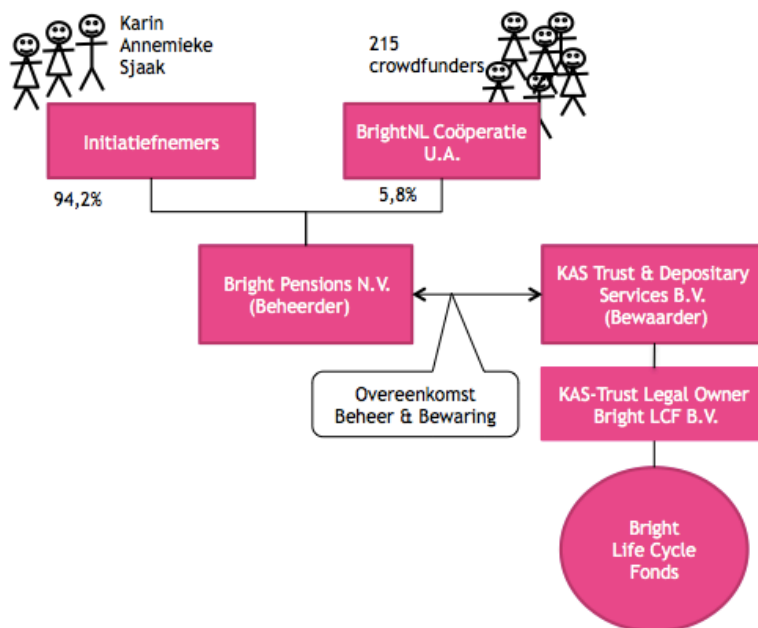 Karin
Annemieke
Sjaak
215
crowdfunders
Initiatiefnemers
BrightNL Coöperatie
U.A.
94,2%
5,8%
Bright Pensions N.V.
(Beheerder)
KAS Trust & Depositary
Services B.V.
(Bewaarder)
Overeenkomst
Beheer & Bewaring
KAS-Trust Legal Owner
Bright LCF B.V.
Bright
Life Cycle
Fonds